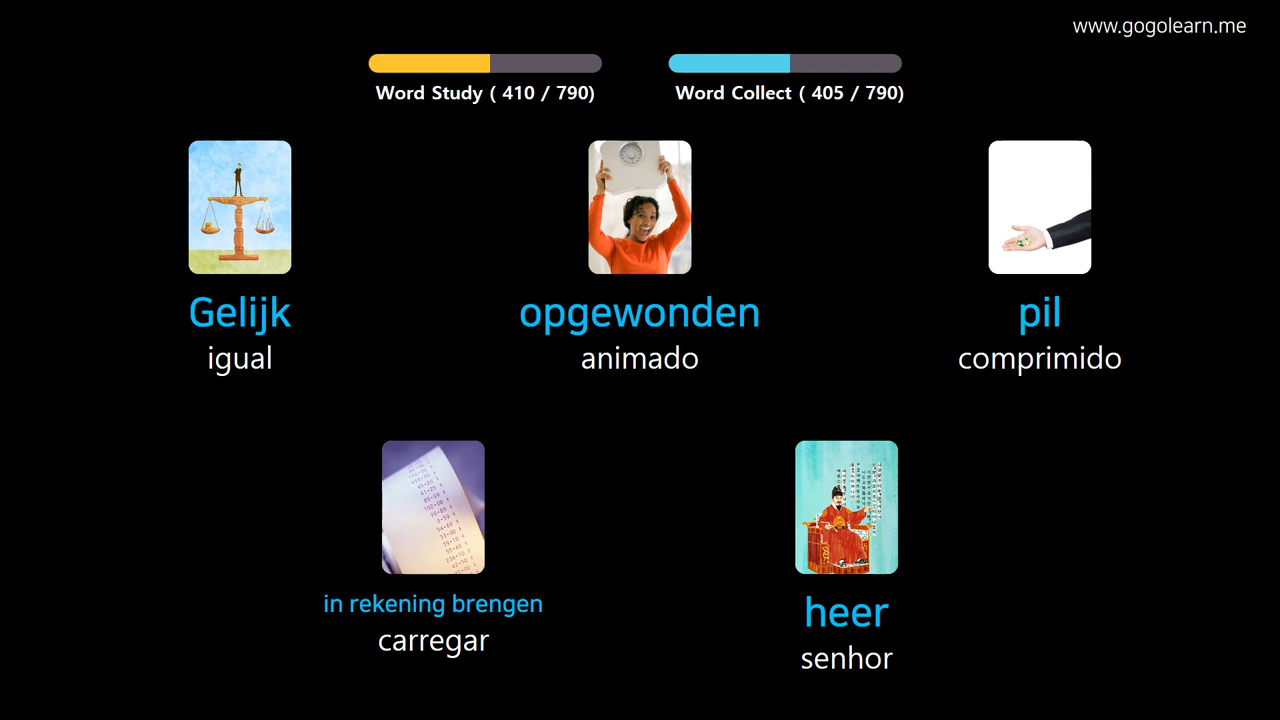 www.gogolearn.me
Word Study ( 410 / 790)
Word Collect ( 405 / 790)
Gelijk
igual
opgewonden
animado
pil
comprimido
in rekening brengen
carregar
heer
senhor